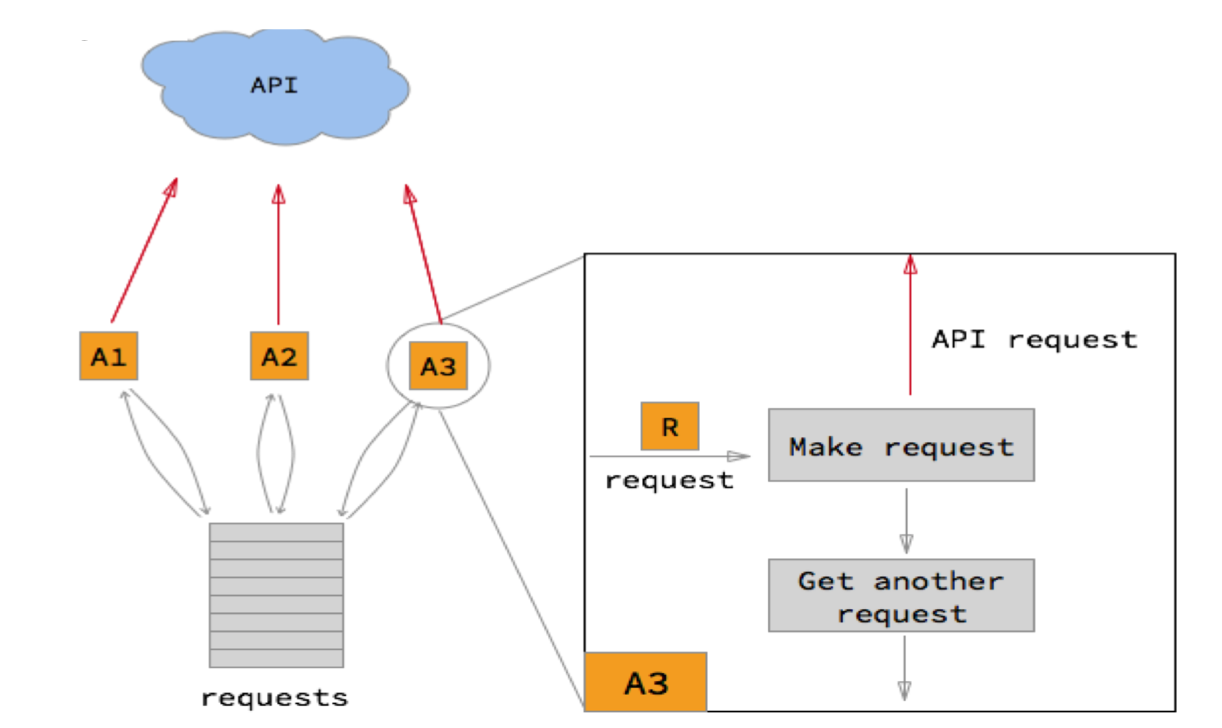 API
A1
A2
A3
requests
API request
R
request
Make request
Get another
request
A3